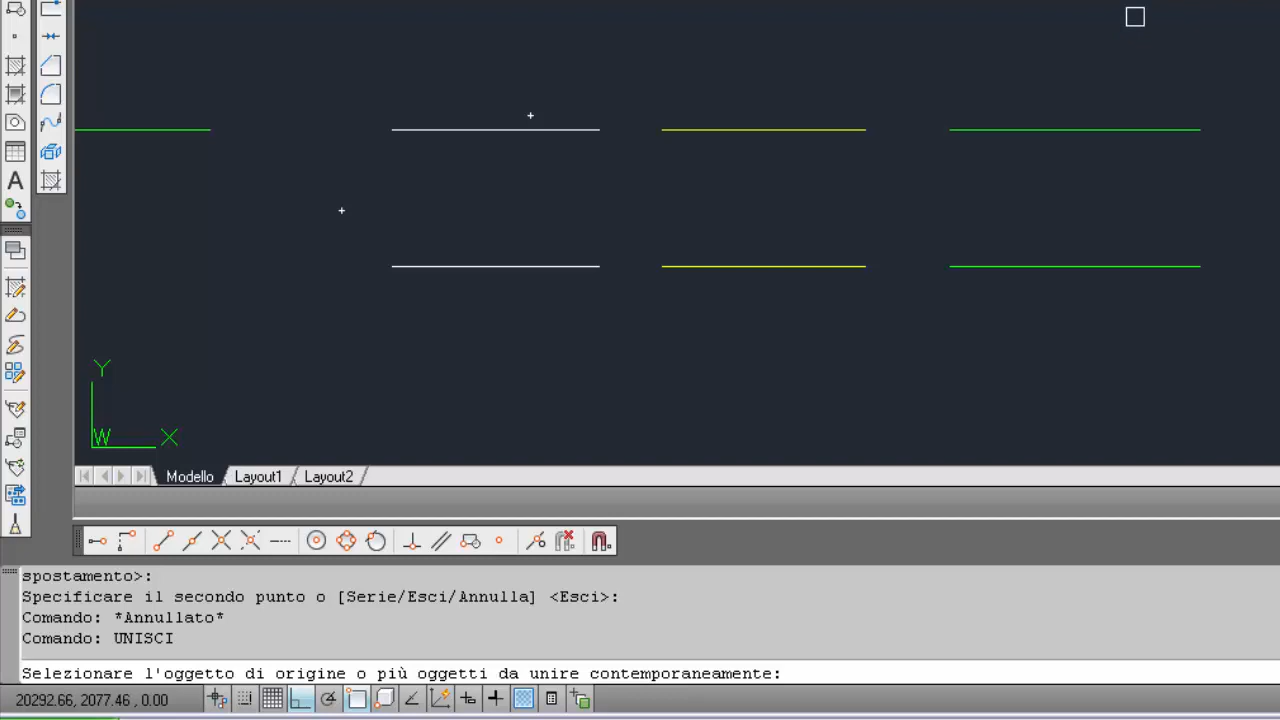 A
Y
W X
Modello Layout1 Layout2
spostamento>:
Specificare il secondo punto o [Serie/Esci/Annulla] <Esci>:
Comando: *Annullato*
Comando: UNISCI
Selezionare l'oggetto di origine o più oggetti da unire contemporaneamente:
20292.66, 2077.46 , 0.00